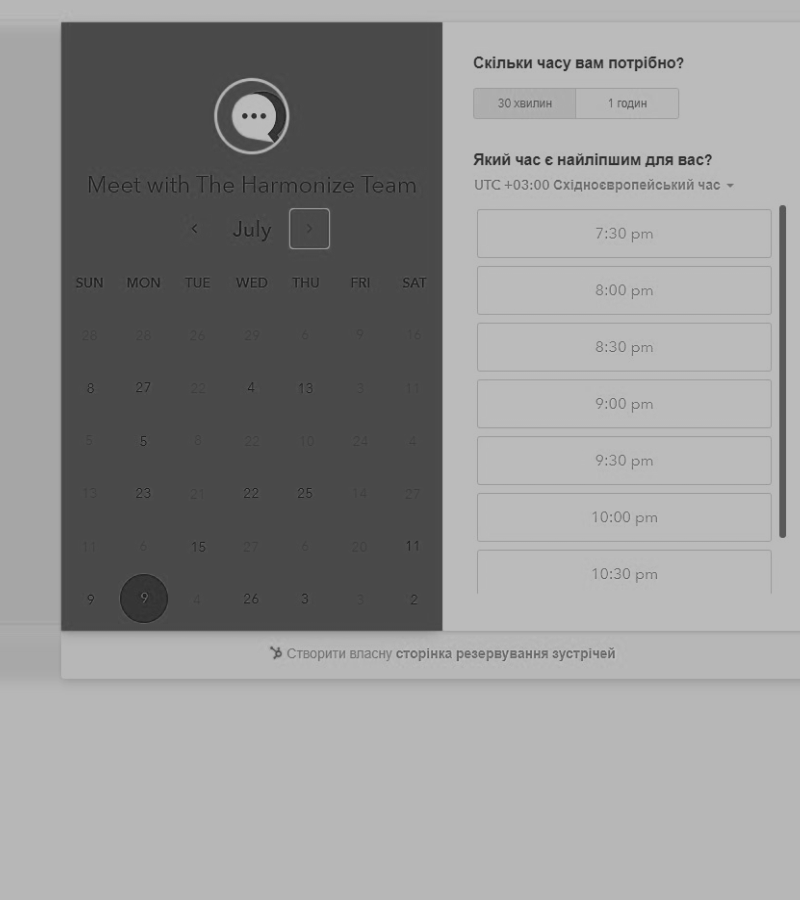 Meet with The Harmonize Team
July
SUN MON TUE WED THU FRI SAT
28 28 26 29 6 9 16
8 27 22 4 13 3 11
5 5 8 22 10 24 4
13 23 21 22 25 14 27
11 6 15 27 6 20 11
9 9 4 26 3 3 2
Скільки часу вам потрібно?
30 хвилин 1 годин
Який час є найліпшим для вас?
UTC +03:00 Східноєвропейський час
7:30 pm
8:00 pm
8:30 pm
9:00 pm
9:30 pm
10:00 pm
10:30 pm
Створити власну сторінка резервування зустрічей